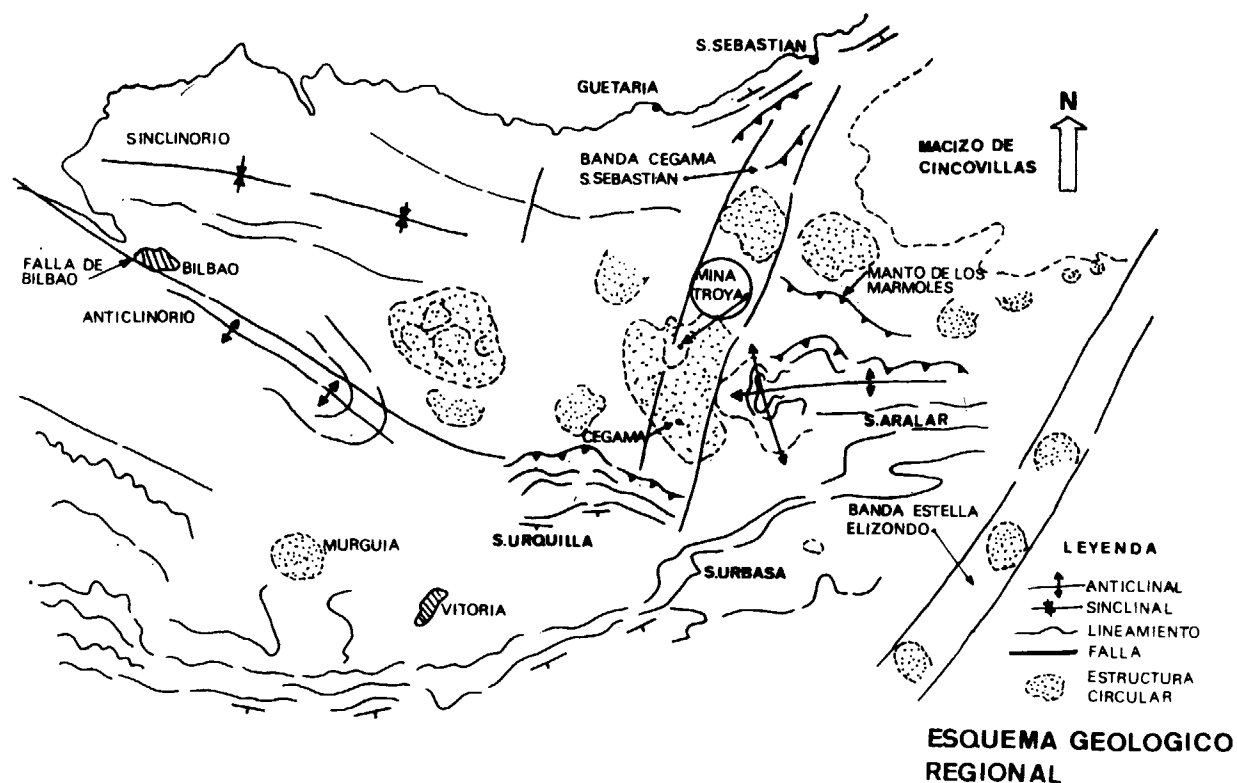 S. SEBASTIAN
GUETARIA
N
SINCLINORIO
BANDA CEGAMA
S. SEBASTIAN
MACIZO DE
CINCOVILLAS
FALLA DE
BILBAO
BILBAO
MINA
TROYA
MANTO DE LOS
MARMOLES
ANTICLINORIO
CEGAMA
S. ARALAR
BANDA ESTELLA
ELIZONDO
S. URQUILLA
MURGUIA
S. URBASA
VITORIA
LEYENDA
ANTICLINAL
SINCLINAL
LINEAMIENTO
FALLA
ESTRUCTURA
CIRCULAR
ESQUEMA GEOLOGICO
REGIONAL